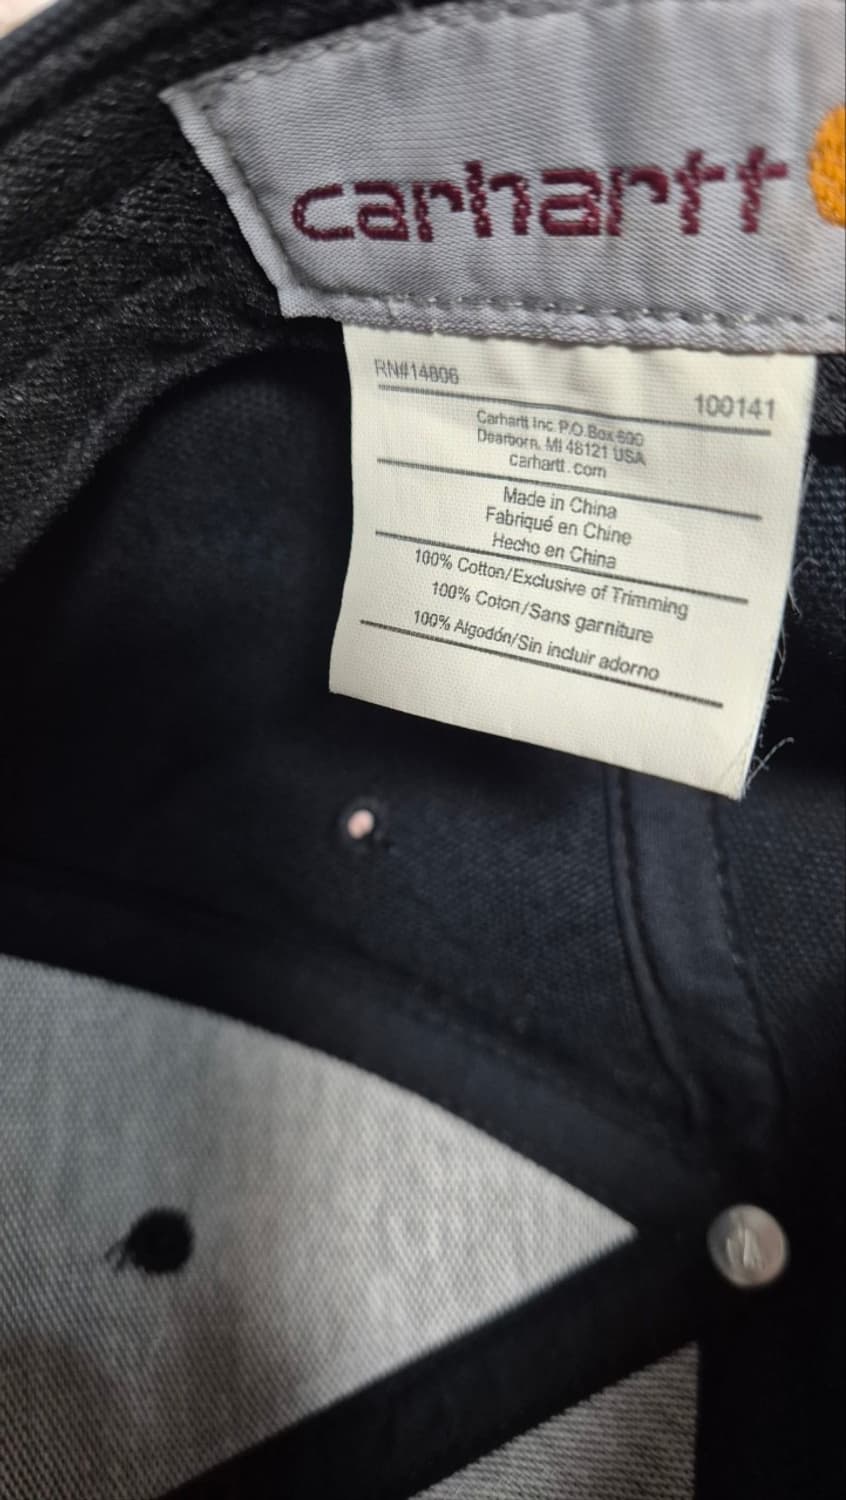 carhartt
RN#14806
100141
Carhartt Inc. P.O.Box 600
Dearborn, MI 48121 USA
carhartt.com
Made in China
Fabriqué en Chine
Hecho en China
100% Cotton/Exclusive of Trimming
100% Coton/Sans garniture
100% Algodón/Sin incluir adorno